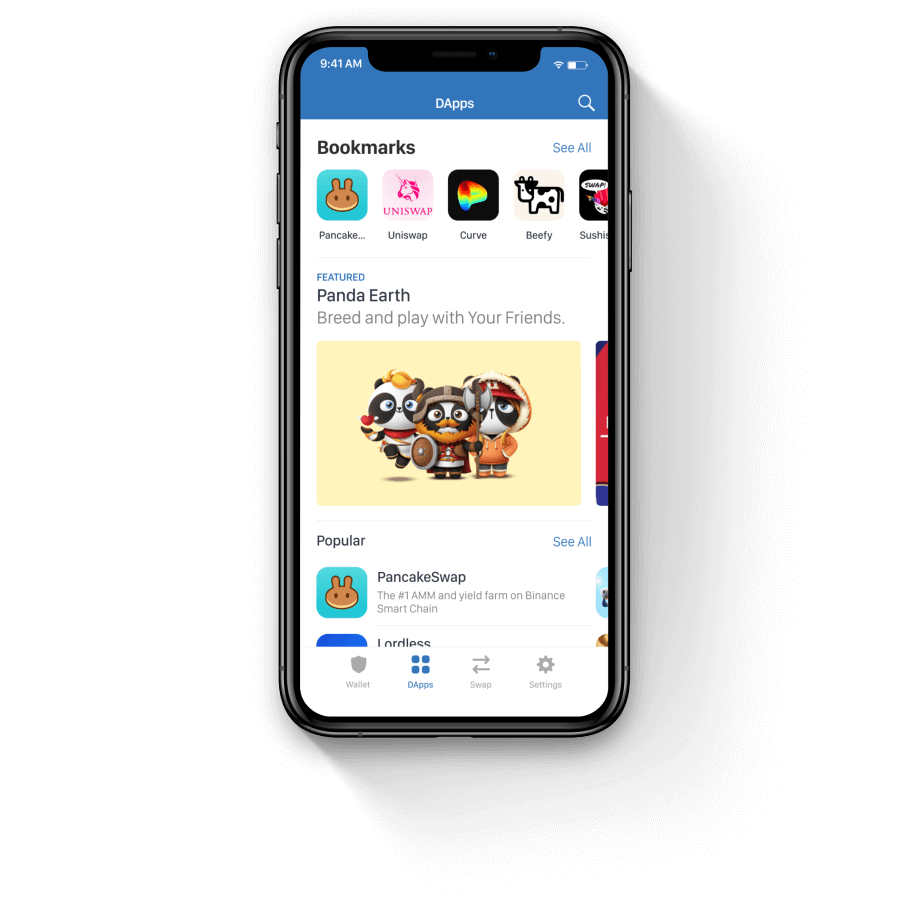 9:41 AM
DApps
Bookmarks
See All
UNISWAP
SWAP!
Pancake...
Uniswap
Curve
Beefy
Sushis
FEATURED
Panda Earth
Breed and play with Your Friends.
Popular
See All
PancakeSwap
The #1 AMM and yield farm on Binance
Smart Chain
Lordless
Wallet
DApps
Swap
Settings